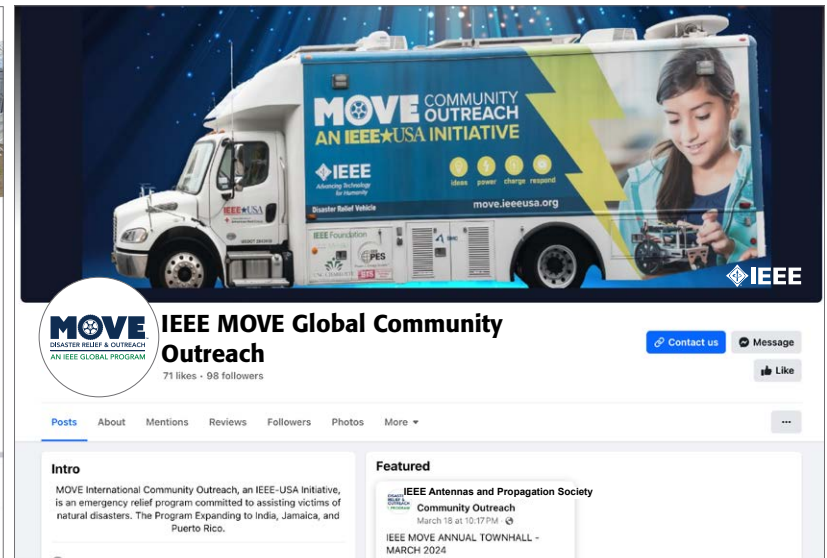 MOVE COMMUNITY
OUTREACH
AN IEEE★USA INITIATIVE
IEEE
Advancing Technology
for Humanity
ideas power charge respond
Disaster Relief Vehicle
move.ieeeusa.org
IEEE★USA
IEEE Foundation
PES
UNC CHARLOTTE
SIGHT
IEEE
MOVE
DISASTER RELIEF & OUTREACH
AN IEEE GLOBAL PROGRAM
IEEE MOVE Global Community
Outreach
71 likes • 98 followers
Contact us
Message
Like
Posts About Mentions Reviews Followers Photos More
Intro
MOVE International Community Outreach, an IEEE-USA Initiative,
is an emergency relief program committed to assisting victims of
natural disasters. The Program Expanding to India, Jamaica, and
Puerto Rico.
Featured
IEEE Antennas and Propagation Society
Community Outreach
March 18 at 10:17 PM
IEEE MOVE ANNUAL TOWNHALL -
MARCH 2024